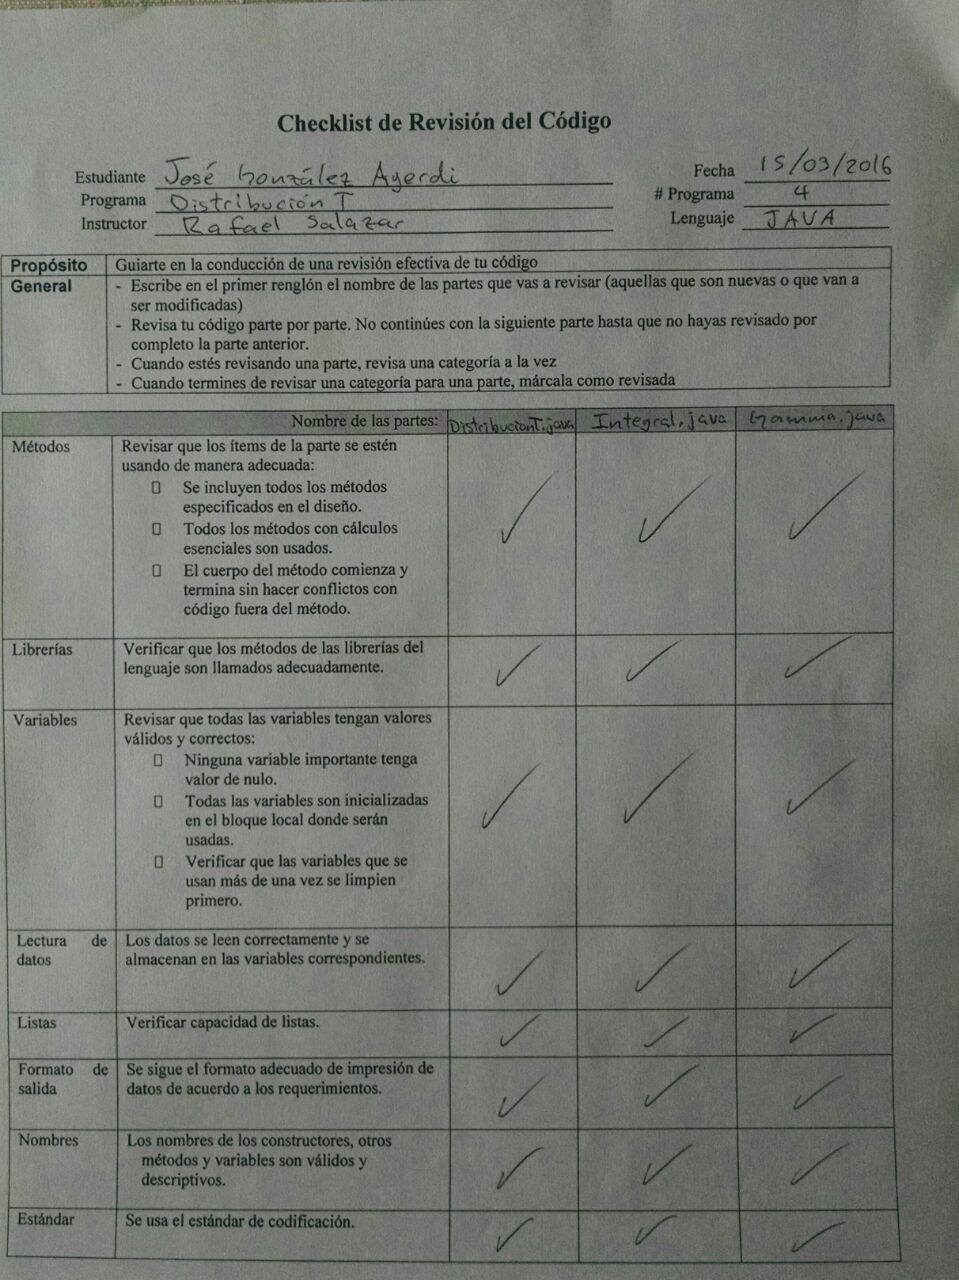 Checklist de Revisión del Código
Estudiante José González Ayerdi Fecha 15/03/2016
Programa Distribución T # Programa 4
Instructor Rafael Salazar Lenguaje JAVA
Propósito Guiarte en la conducción de una revisión efectiva de tu código
General - Escribe en el primer renglón el nombre de las partes que vas a revisar (aquellas que son nuevas o que van a
ser modificadas)
- Revisa tu código parte por parte. No continúes con la siguiente parte hasta que no hayas revisado por
completo la parte anterior.
- Cuando estés revisando una parte, revisa una categoría a la vez
- Cuando termines de revisar una categoría para una parte, márcala como revisada
Nombre de las partes: DistribucionT.java Integral.java Gamma.java
Métodos Revisar que los ítems de la parte se estén
usando de manera adecuada:
Se incluyen todos los métodos
especificados en el diseño.
Todos los métodos con cálculos
esenciales son usados.
El cuerpo del método comienza y
termina sin hacer conflictos con
código fuera del método.
Librerías Verificar que los métodos de las librerías del
lenguaje son llamados adecuadamente.
Variables Revisar que todas las variables tengan valores
válidos y correctos:
Ninguna variable importante tenga
valor de nulo.
Todas las variables son inicializadas
en el bloque local donde serán
usadas.
Verificar que las variables que se
usan más de una vez se limpien
primero.
Lectura de Los datos se leen correctamente y se
datos almacenan en las variables correspondientes.
Listas Verificar capacidad de listas.
Formato de Se sigue el formato adecuado de impresión de
salida datos de acuerdo a los requerimientos.
Nombres Los nombres de los constructores, otros
métodos y variables son válidos y
descriptivos.
Estándar Se usa el estándar de codificación.